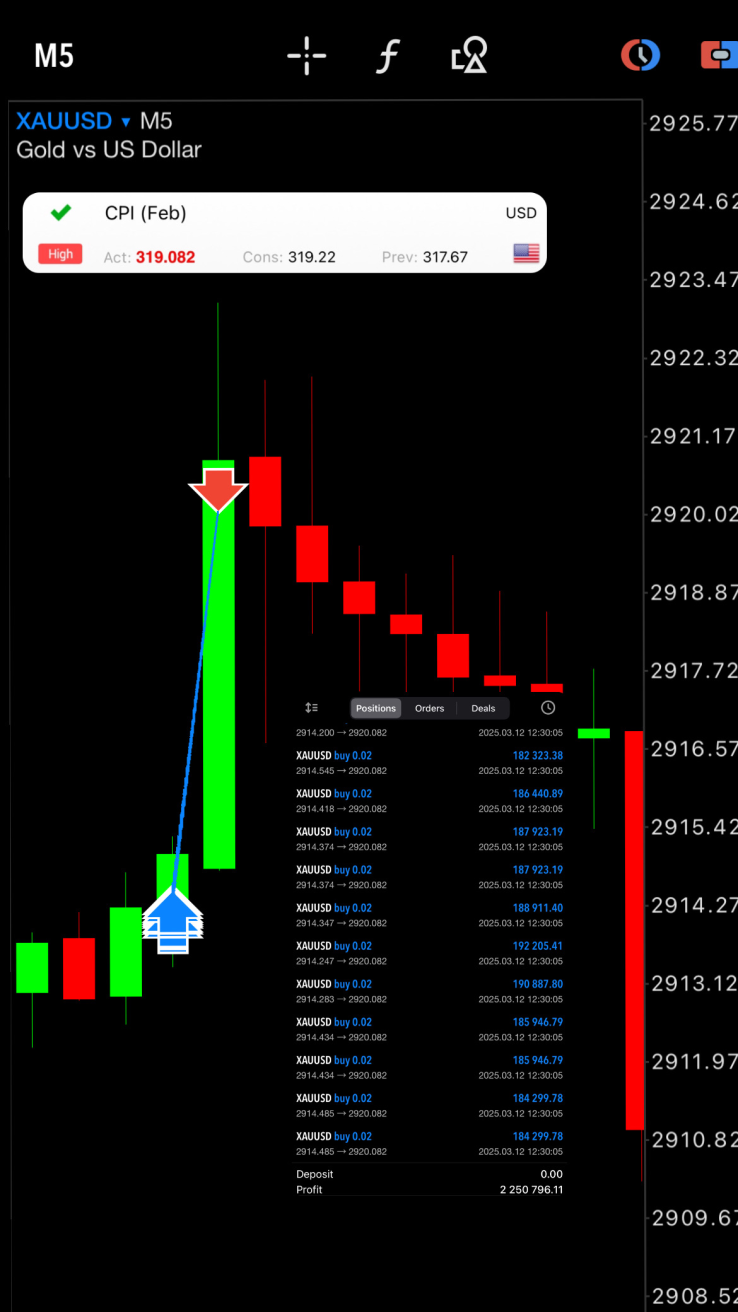 M5
XAUUSD ▾ M5
Gold vs US Dollar
CPI (Feb) USD
High Act: 319.082 Cons: 319.22 Prev: 317.67
2925.77
2924.62
2923.47
2922.32
2921.17
2920.02
2918.87
2917.72
2916.57
2915.42
2914.27
2913.12
2911.97
2910.82
2909.67
2908.52
Positions Orders Deals
2914.200 → 2920.082 2025.03.12 12:30:05
XAUUSD buy 0.02 182 323.38
2914.545 → 2920.082 2025.03.12 12:30:05
XAUUSD buy 0.02 186 440.89
2914.418 → 2920.082 2025.03.12 12:30:05
XAUUSD buy 0.02 187 923.19
2914.374 → 2920.082 2025.03.12 12:30:05
XAUUSD buy 0.02 187 923.19
2914.374 → 2920.082 2025.03.12 12:30:05
XAUUSD buy 0.02 188 911.40
2914.347 → 2920.082 2025.03.12 12:30:05
XAUUSD buy 0.02 192 205.41
2914.247 → 2920.082 2025.03.12 12:30:05
XAUUSD buy 0.02 190 887.80
2914.283 → 2920.082 2025.03.12 12:30:05
XAUUSD buy 0.02 185 946.79
2914.434 → 2920.082 2025.03.12 12:30:05
XAUUSD buy 0.02 185 946.79
2914.434 → 2920.082 2025.03.12 12:30:05
XAUUSD buy 0.02 184 299.78
2914.485 → 2920.082 2025.03.12 12:30:05
XAUUSD buy 0.02 184 299.78
2914.485 → 2920.082 2025.03.12 12:30:05
Deposit 0.00
Profit 2 250 796.11